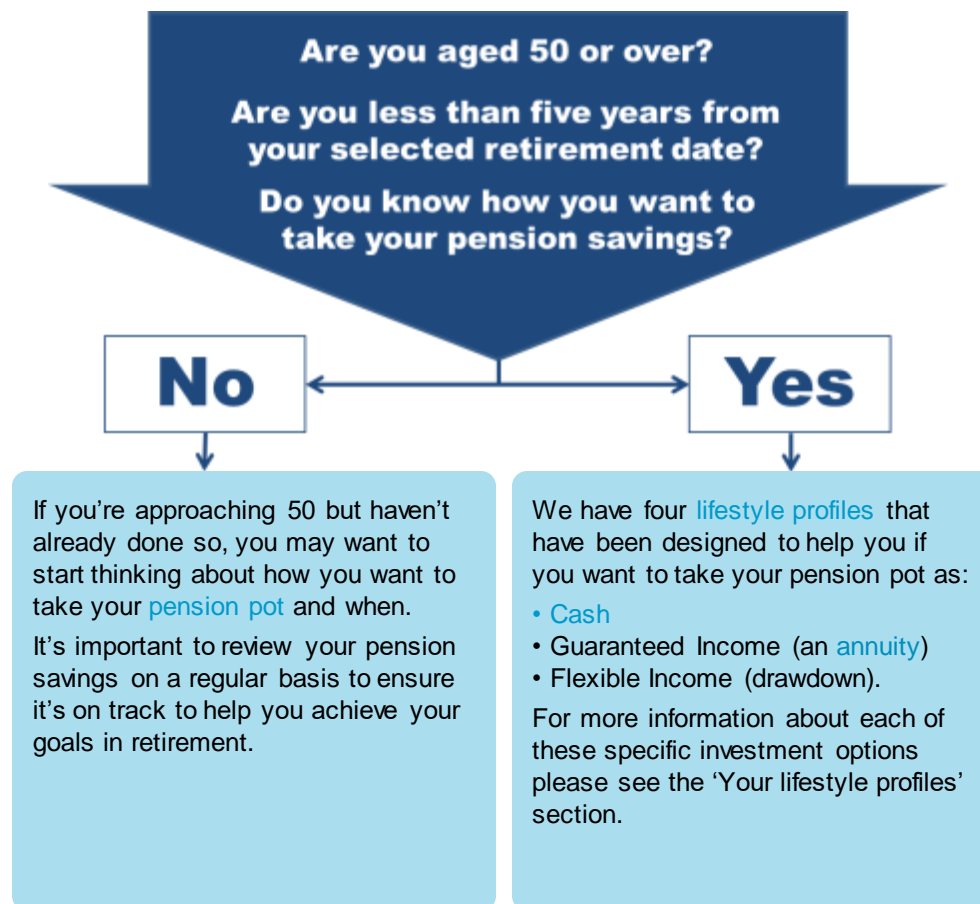 Are you aged 50 or over?
Are you less than five years from
your selected retirement date?
Do you know how you want to
take your pension savings?
No
Yes
If you’re approaching 50 but haven’t
already done so, you may want to
start thinking about how you want to
take your pension pot and when.
It’s important to review your pension
savings on a regular basis to ensure
it’s on track to help you achieve your
goals in retirement.
We have four lifestyle profiles that
have been designed to help you if
you want to take your pension pot as:
• Cash
• Guaranteed Income (an annuity)
• Flexible Income (drawdown).
For more information about each of
these specific investment options
please see the ‘Your lifestyle profiles’
section.